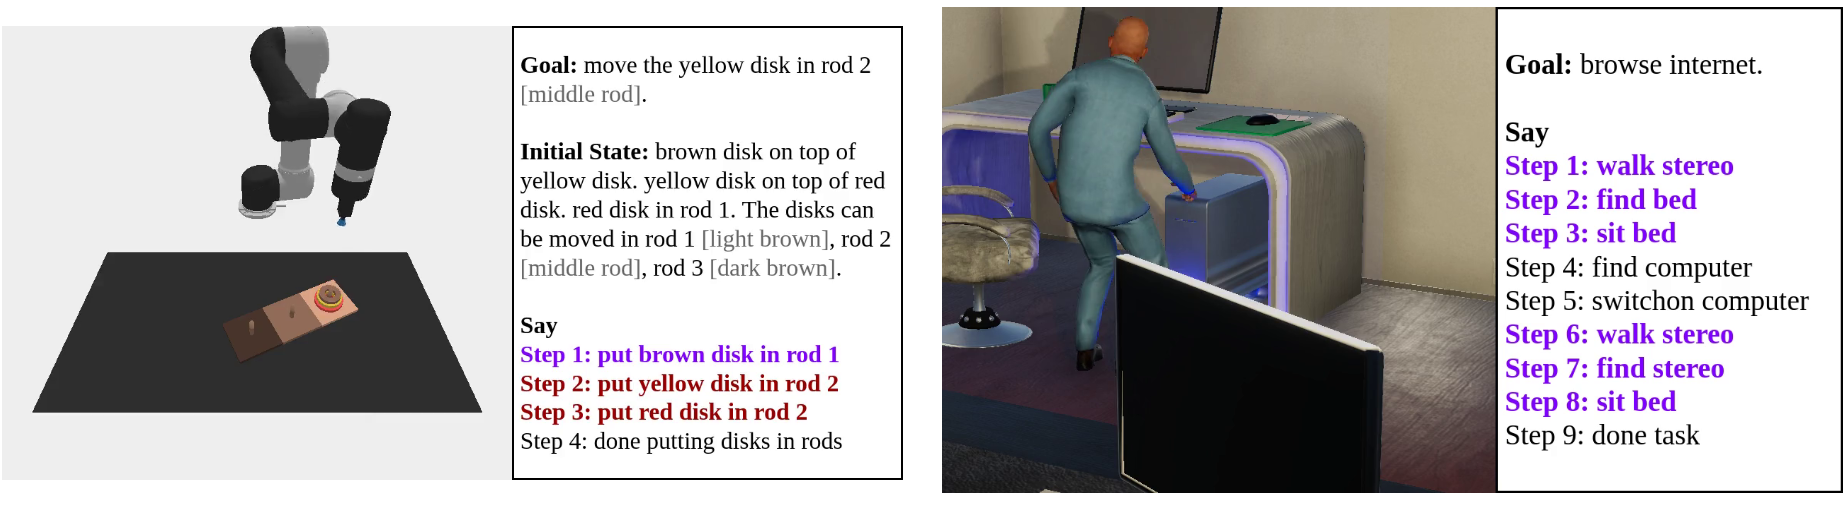 Goal: move the yellow disk in rod 2
[middle rod].
Initial State: brown disk on top of
yellow disk. yellow disk on top of red
disk. red disk in rod 1. The disks can
be moved in rod 1 [light brown], rod 2
[middle rod], rod 3 [dark brown].
Say
Step 1: put brown disk in rod 1
Step 2: put yellow disk in rod 2
Step 3: put red disk in rod 2
Step 4: done putting disks in rods
Goal: browse internet.
Say
Step 1: walk stereo
Step 2: find bed
Step 3: sit bed
Step 4: find computer
Step 5: switchon computer
Step 6: walk stereo
Step 7: find stereo
Step 8: sit bed
Step 9: done task